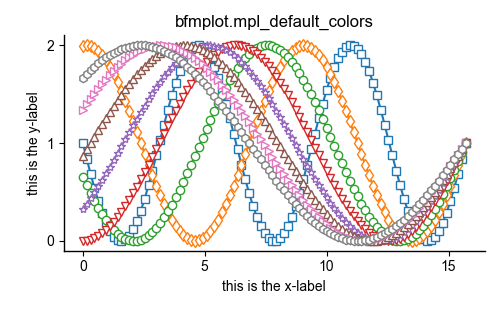 bfmplot.mpl_default_colors
this is the y-label
2
1
0
0
5
10
15
this is the x-label